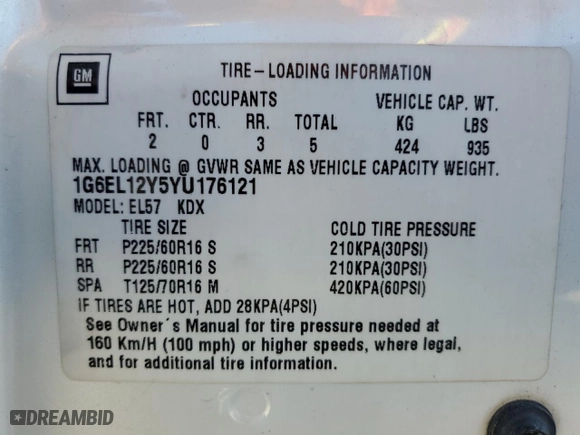 GM
TIRE-LOADING INFORMATION
OCCUPANTS VEHICLE CAP. WT.
FRT. CTR. RR. TOTAL KG LBS
2 0 3 5 424 935
MAX. LOADING @ GVWR SAME AS VEHICLE CAPACITY WEIGHT.
1G6EL12Y5YU176121
MODEL: EL57 KDX
TIRE SIZE COLD TIRE PRESSURE
FRT P225/60R16 S 210KPA(30PSI)
RR P225/60R16 S 210KPA(30PSI)
SPA T125/70R16 M 420KPA(60PSI)
IF TIRES ARE HOT, ADD 28KPA(4PSI)
See Owner´s Manual for tire pressure needed at
160 Km/H (100 mph) or higher speeds, where legal,
and for additional tire information.
DREAMBID